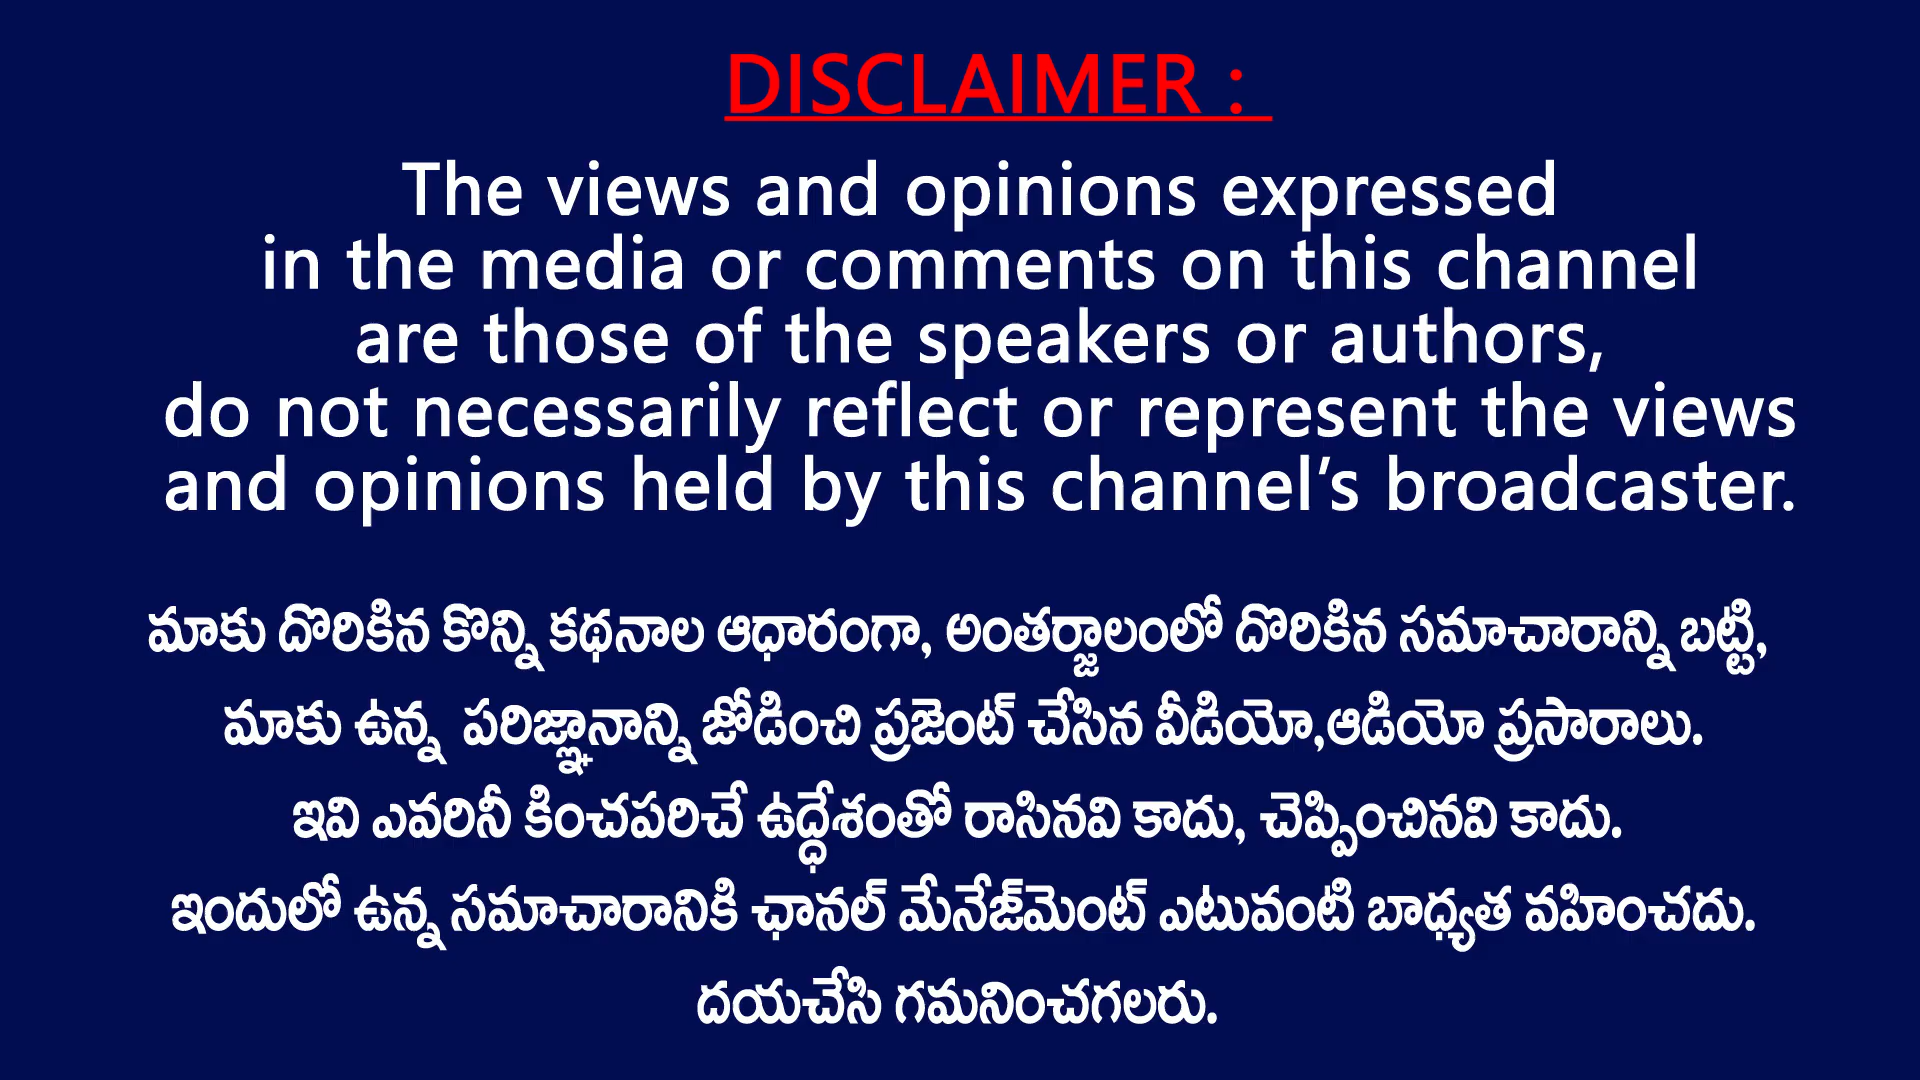 DISCLAIMER :
The views and opinions expressed
in the media or comments on this channel
are those of the speakers or authors,
do not necessarily reflect or represent the views
and opinions held by this channel’s broadcaster.
మాకు దొరికిన కొన్ని కథనాల ఆధారంగా, అంతర్జాలంలో దొరికిన సమాచారాన్ని బట్టి,
మాకు ఉన్న పరిజ్ఞానాన్ని జోడించి ప్రజెంట్ చేసిన వీడియో,ఆడియో ప్రసారాలు.
ఇవి ఎవరినీ కించపరిచే ఉద్ధేశంతో రాసినవి కాదు, చెప్పించినవి కాదు.
ఇందులో ఉన్న సమాచారానికి ఛానల్ మేనేజ్‌మెంట్ ఎటువంటి బాధ్యత వహించదు.
దయచేసి గమనించగలరు.